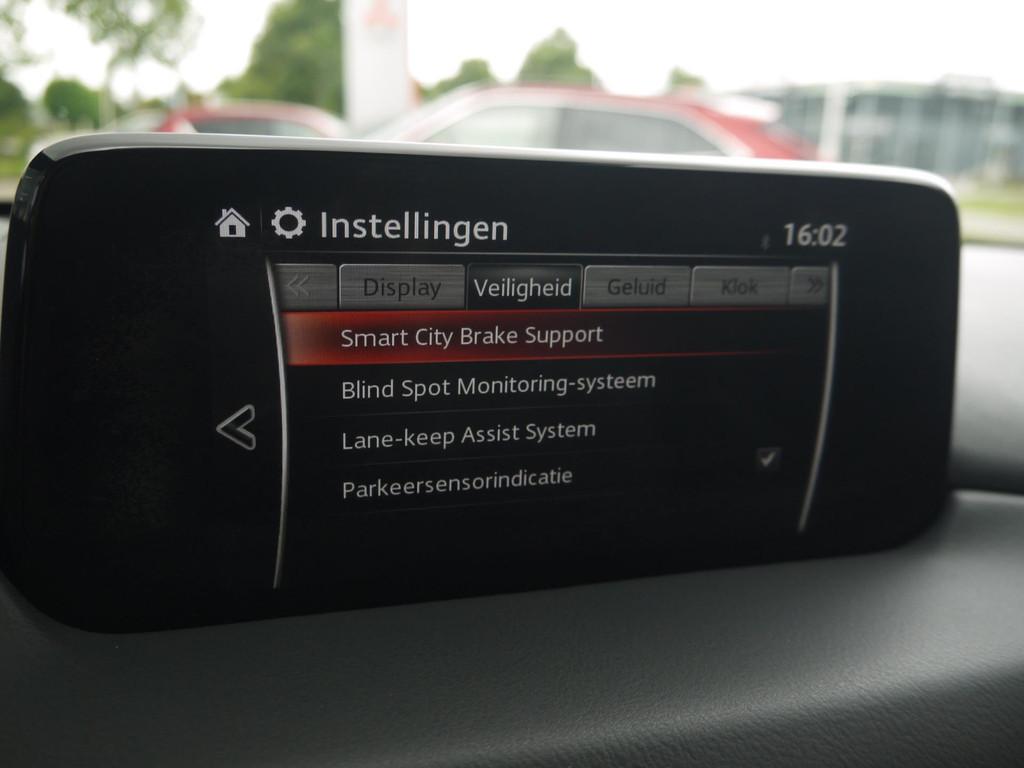 Instellingen 16:02
Display Veiligheid Geluid Klok
Smart City Brake Support
Blind Spot Monitoring-systeem
Lane-keep Assist System
Parkeersensorindicatie